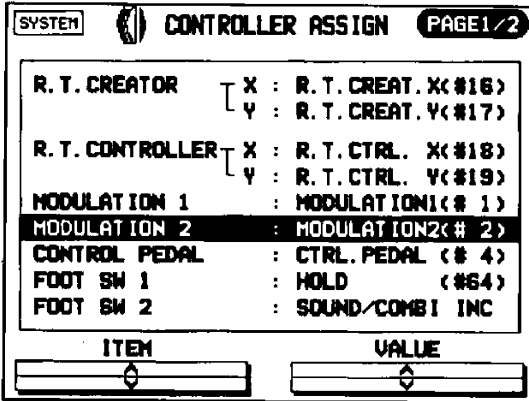 SYSTEM CONTROLLER ASSIGN PAGE1/2
R.T.CREATOR X : R.T.CREAT.X(#16)
Y : R.T.CREAT.Y(#17)
R.T.CONTROLLER X : R.T.CTRL. X(#18)
Y : R.T.CTRL. Y(#19)
MODULATION 1 : MODULATION1(# 1)
MODULATION 2 : MODULATION2(# 2)
CONTROL PEDAL : CTRL.PEDAL (# 4)
FOOT SW 1 : HOLD (#64)
FOOT SW 2 : SOUND/COMBI INC
ITEM VALUE